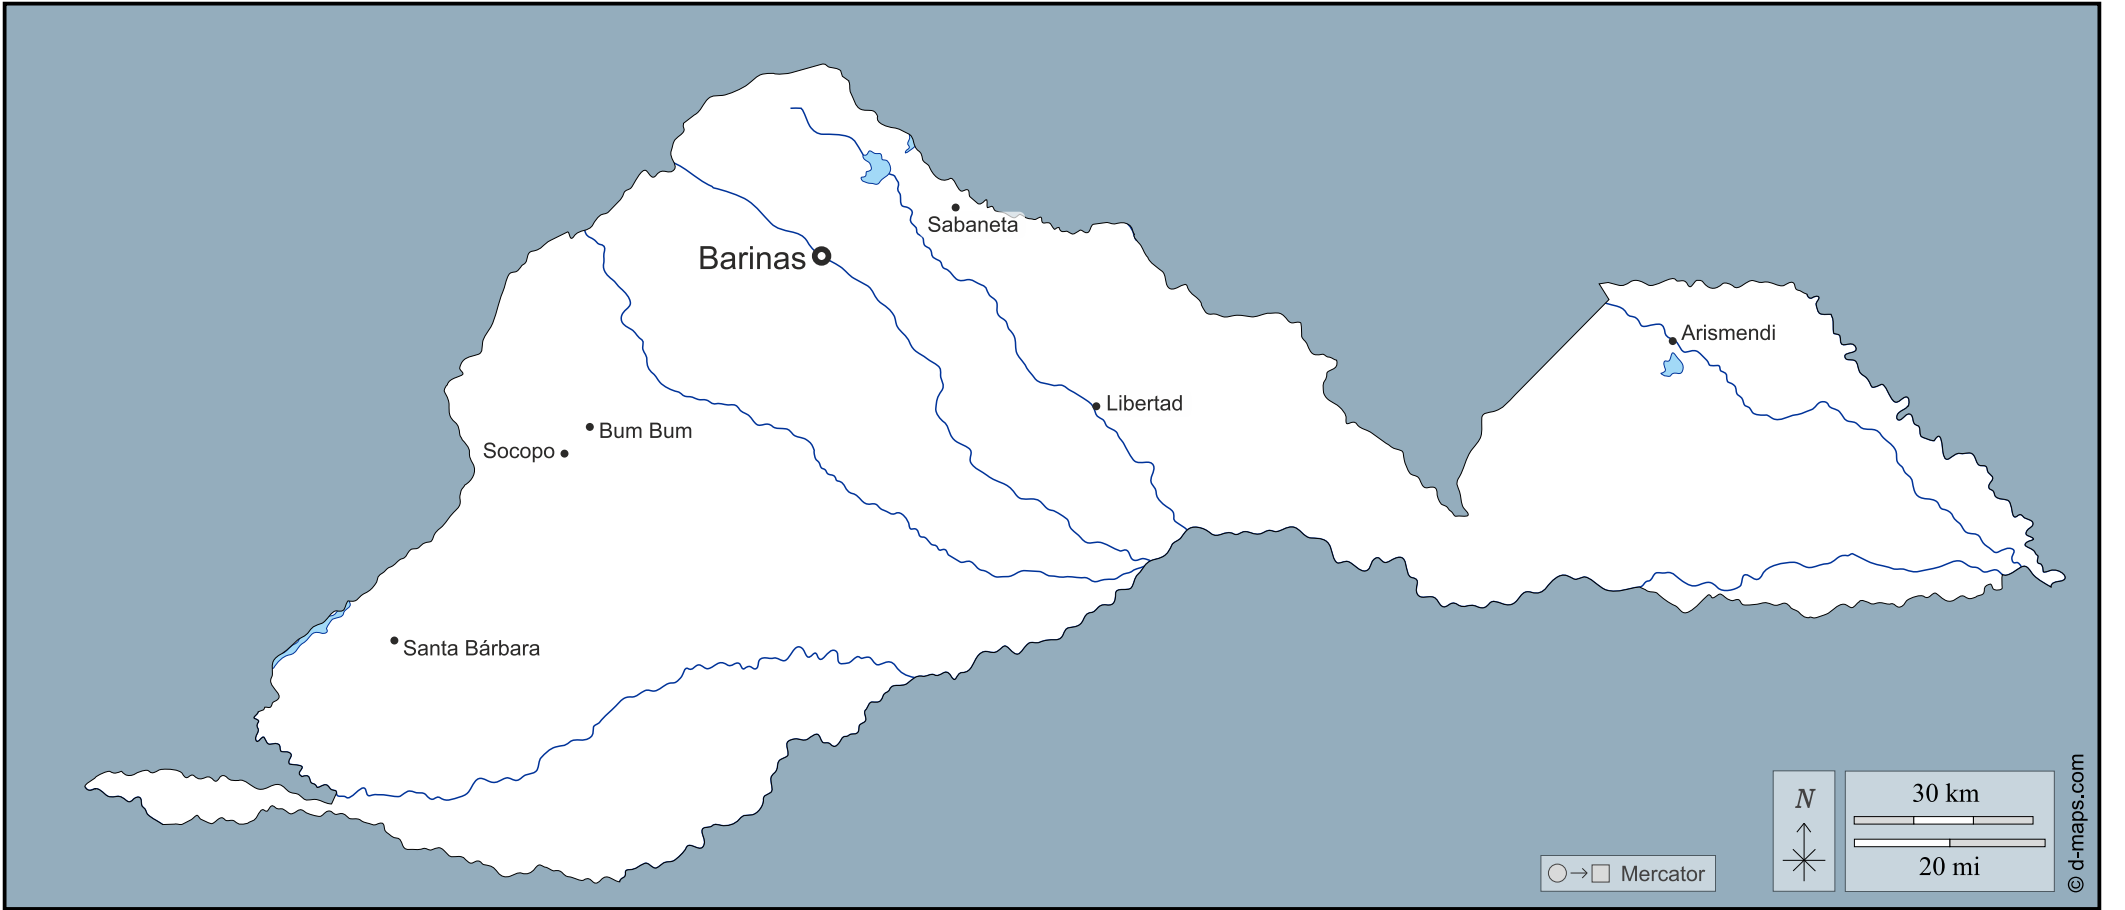 Sabaneta
Barinas
Arismendi
Libertad
Bum Bum
Socopo
Santa Bárbara
N
30 km
20 mi
Mercator
© d-maps.com